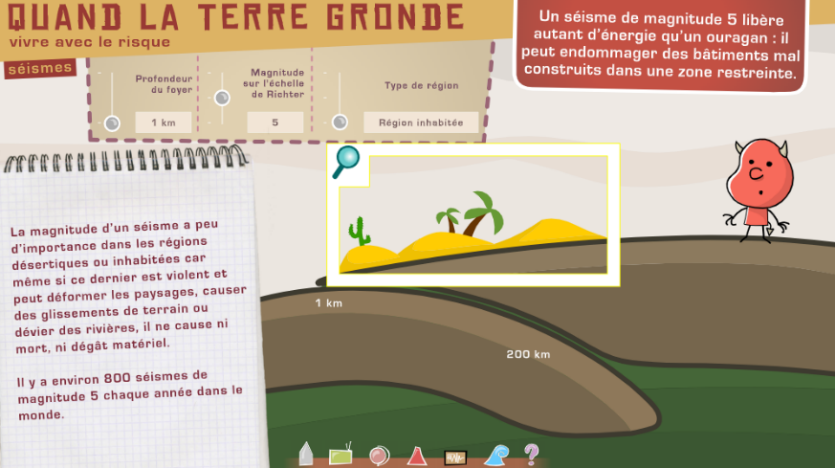 QUAND LA TERRE GRONDE
vivre avec le risque
séismes
Profondeur
du foyer
1 km
Magnitude
sur l'échelle
de Richter
5
Type de région
Région inhabitée
Un séisme de magnitude 5 libère
autant d'énergie qu'un ouragan : il
peut endommager des bâtiments mal
construits dans une zone restreinte.
La magnitude d'un séisme a peu
d'importance dans les régions
désertiques ou inhabitées car
même si ce dernier est violent et
peut déformer les paysages, causer
des glissements de terrain ou
dévier des rivières, il ne cause ni
mort, ni dégât matériel.
Il y a environ 800 séismes de
magnitude 5 chaque année dans le
monde.
1 km
200 km
?